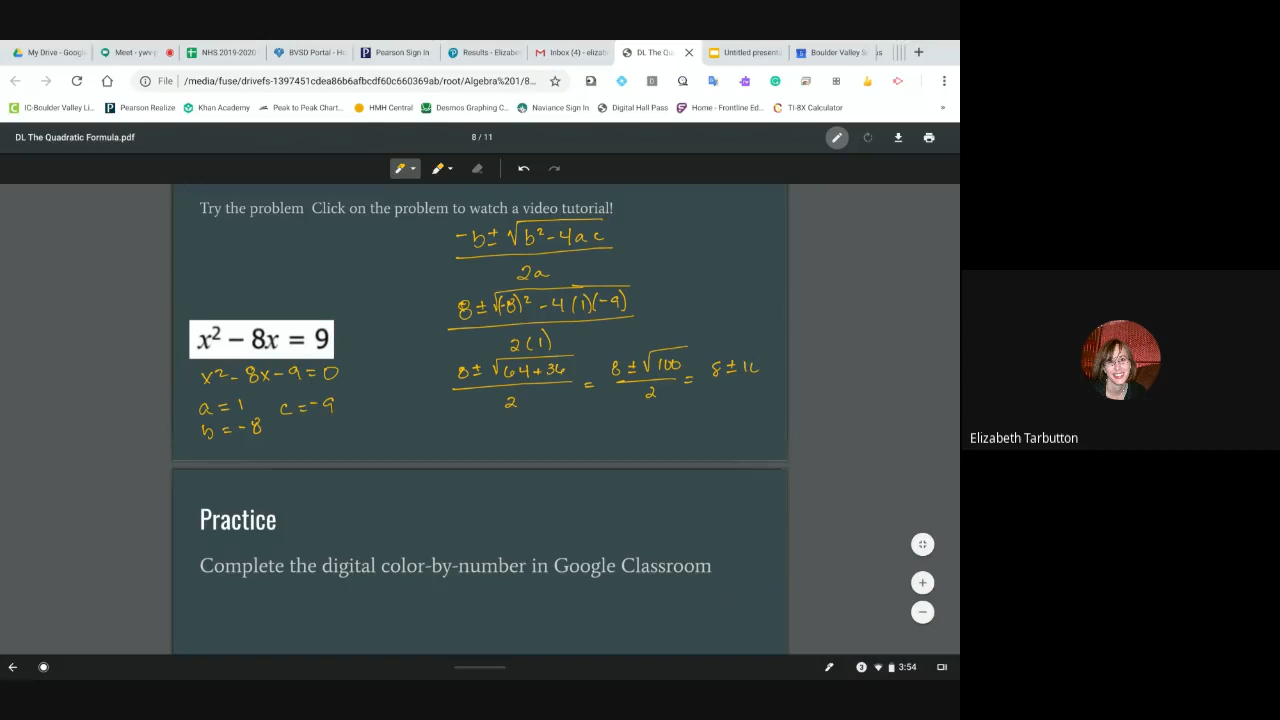 My Drive - Google
Meet - ywv-p
NHS 2019-2020
BVSD Portal - Ho
Pearson Sign In
Results - Elizabe
Inbox (4) - elizab
DL The Qua
Untitled present
Boulder Valley S
File | /media/fuse/drivefs-1397451cdea86b6afbcdf60c660369ab/root/Algebra%201/8...
IC-Boulder Valley Li...
Pearson Realize
Khan Academy
Peak to Peak Chart...
HMH Central
Desmos Graphing C...
Naviance Sign In
Digital Hall Pass
Home - Frontline Ed...
TI-8X Calculator
»
DL The Quadratic Formula.pdf
8 / 11
Try the problem Click on the problem to watch a video tutorial!
-b ± √b² - 4ac
2a
8 ± √(-8)² - 4(1)(-9)
2(1)
8 ± √64 + 36
2
= 8 ± √100
2
= 8 ± 10
x² − 8x = 9
x² - 8x - 9 = 0
a = 1 c = -9
b = -8
Practice
Complete the digital color-by-number in Google Classroom
Elizabeth Tarbutton
3
3:54